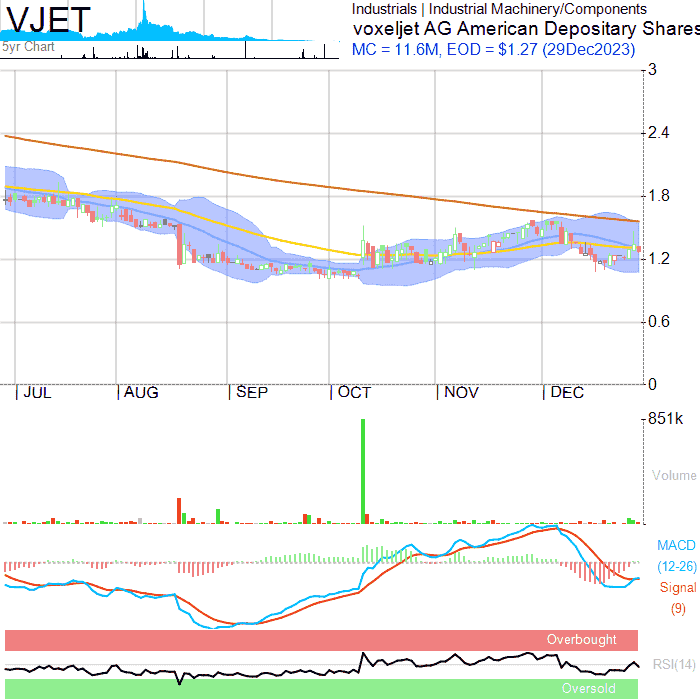 VJET
5yr Chart
Industrials | Industrial Machinery/Components
voxeljet AG American Depositary Shares
MC = 11.6M, EOD = $1.27 (29Dec2023)
3
2.4
1.8
1.2
0.6
0
JUL
AUG
SEP
OCT
NOV
DEC
851k
Volume
MACD
(12-26)
Signal
(9)
Overbought
RSI(14)
Oversold